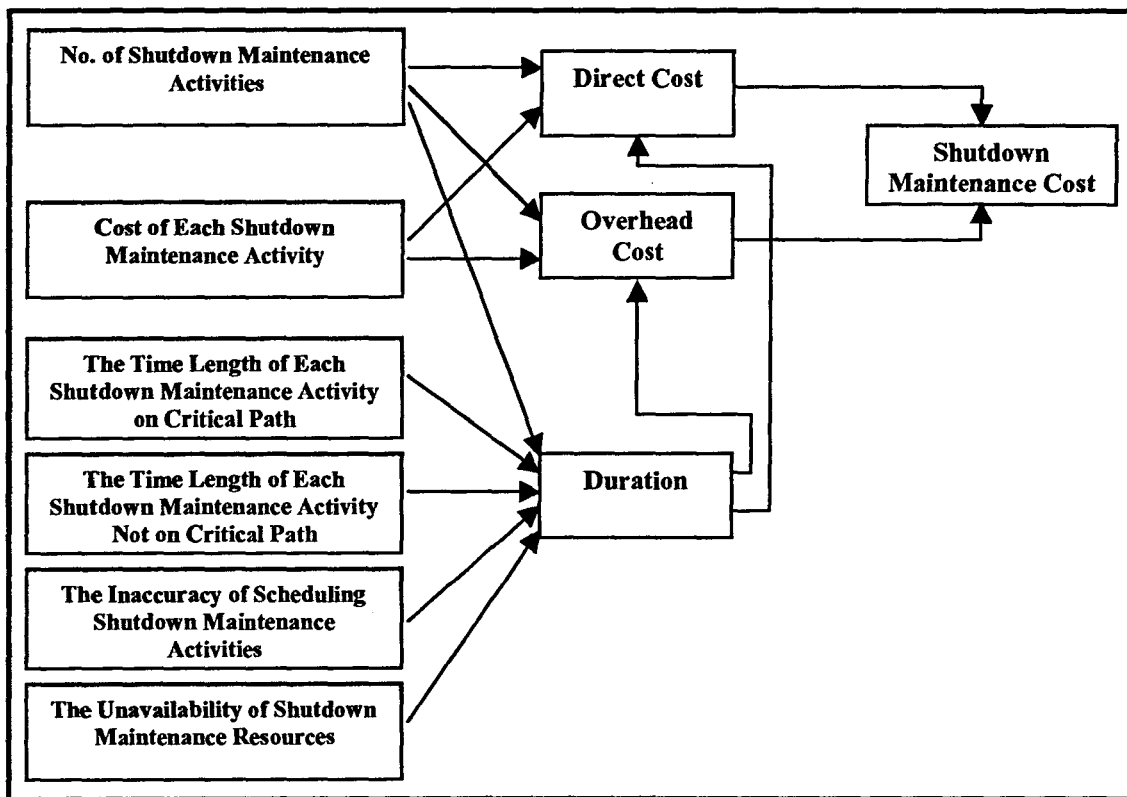 No. of Shutdown Maintenance
Activities
Direct Cost
Shutdown
Maintenance Cost
Cost of Each Shutdown
Maintenance Activity
Overhead
Cost
The Time Length of Each
Shutdown Maintenance Activity
on Critical Path
The Time Length of Each
Shutdown Maintenance Activity
Not on Critical Path
Duration
The Inaccuracy of Scheduling
Shutdown Maintenance
Activities
The Unavailability of Shutdown
Maintenance Resources